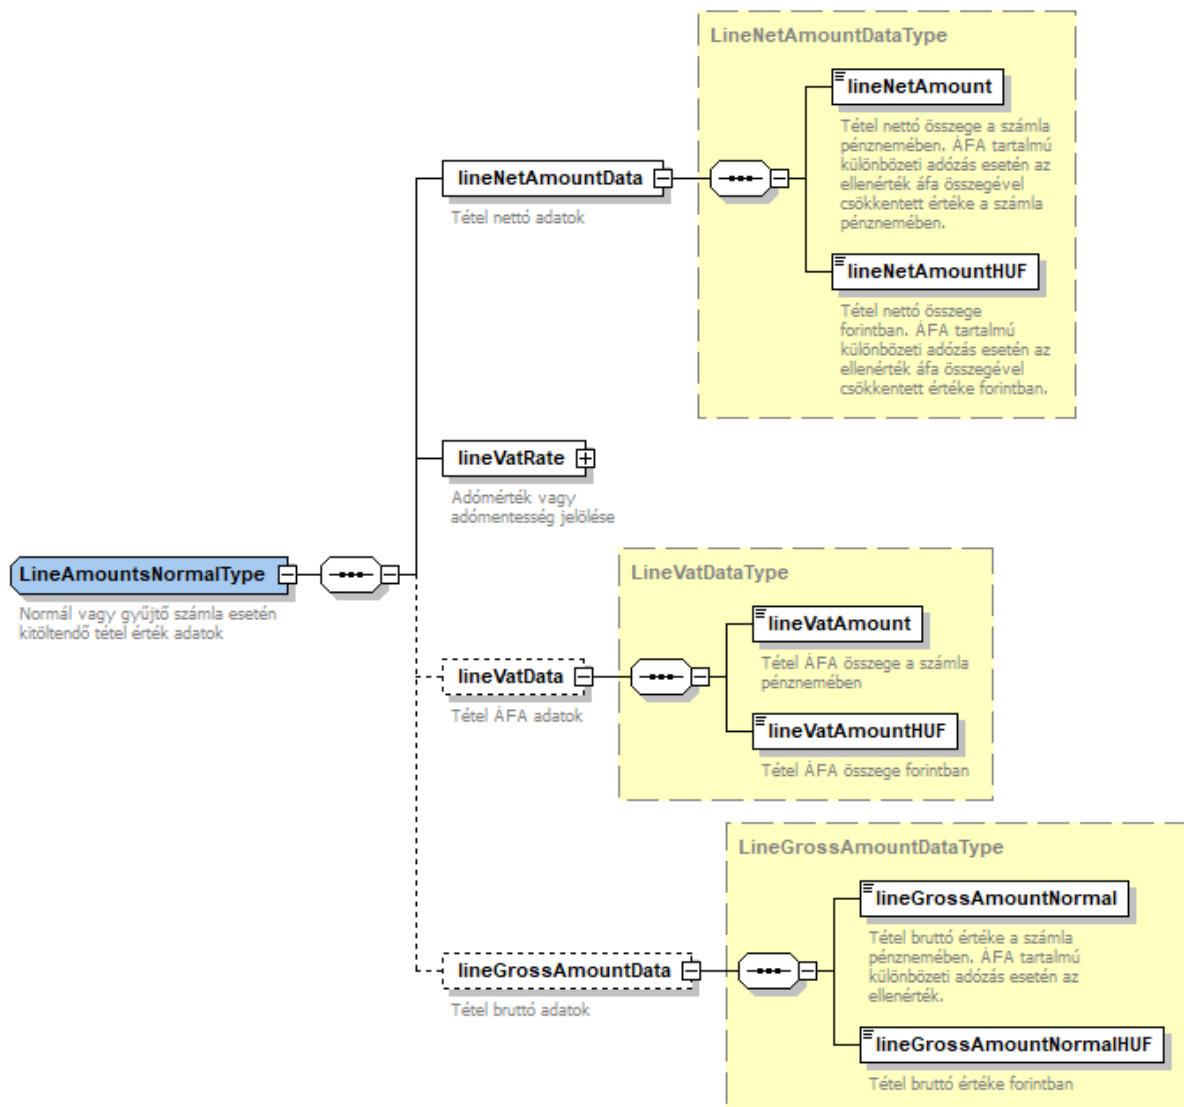 LineNetAmountDataType
lineNetAmount
Tétel nettó összege a számla
pénznemében. ÁFA tartalmú
különbözeti adózás esetén az
ellenérték áfa összegével
csökkentett értéke a számla
pénznemében.
lineNetAmountData
Tétel nettó adatok
lineNetAmountHUF
Tétel nettó összege
forintban. ÁFA tartalmú
különbözeti adózás esetén az
ellenérték áfa összegével
csökkentett értéke forintban.
lineVatRate
Adómérték vagy
adómentesség jelölése
LineAmountsNormalType
Normál vagy gyűjtő számla esetén
kitöltendő tétel érték adatok
LineVatDataType
lineVatAmount
Tétel ÁFA összege a számla
pénznemében
lineVatData
Tétel ÁFA adatok
lineVatAmountHUF
Tétel ÁFA összege forintban
LineGrossAmountDataType
lineGrossAmountNormal
Tétel bruttó értéke a számla
pénznemében. ÁFA tartalmú
különbözeti adózás esetén az
ellenérték.
lineGrossAmountData
Tétel bruttó adatok
lineGrossAmountNormalHUF
Tétel bruttó értéke forintban